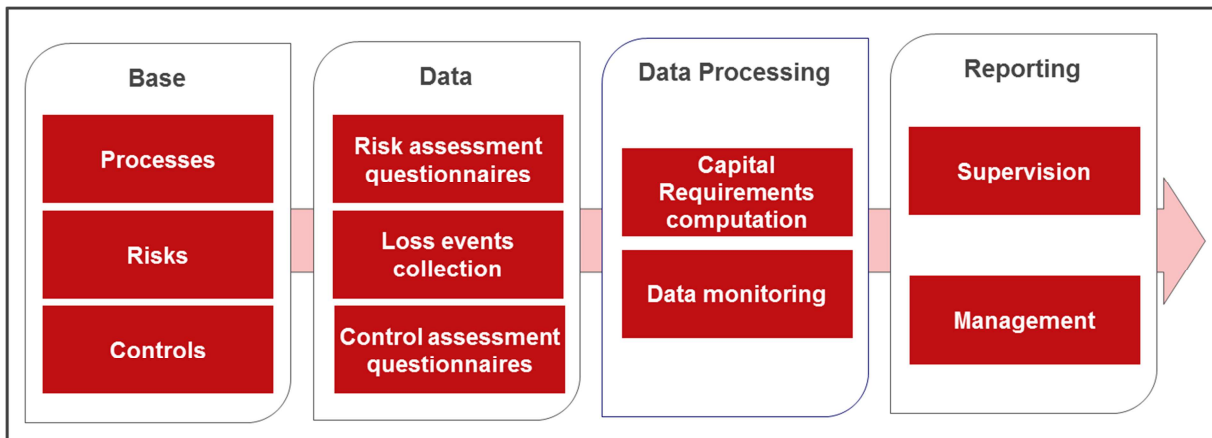 Base
Processes
Risks
Controls
Data
Risk assessment
questionnaires
Loss events
collection
Control assessment
questionnaires
Data Processing
Capital
Requirements
computation
Data monitoring
Reporting
Supervision
Management